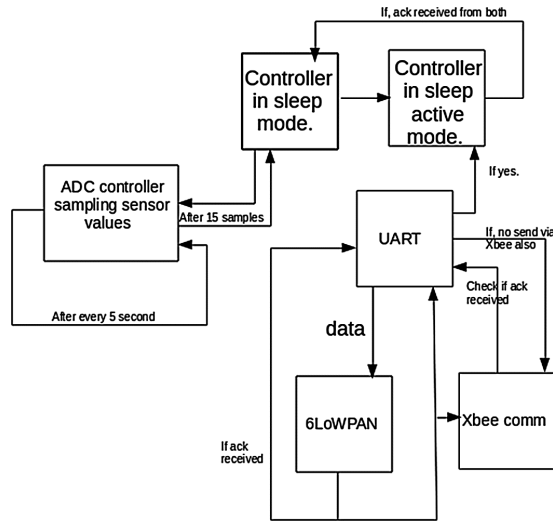 If, ack received from both
Controller
in sleep
mode.
Controller
in sleep
active
mode.
ADC controller
sampling sensor
values
After 15 samples
After every 5 second
If yes.
UART
If, no send via
Xbee also
Check if ack
received
data
6LoWPAN
Xbee comm
If ack
received